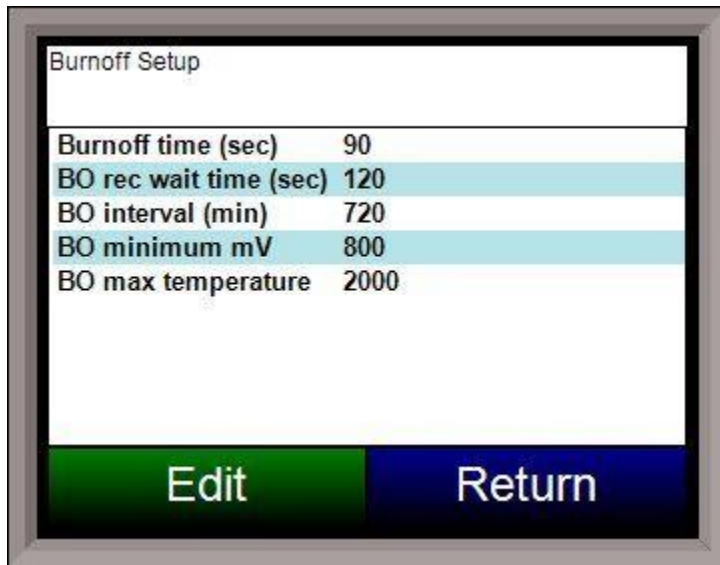 Burnoff Setup
Burnoff time (sec) 90
BO rec wait time (sec) 120
BO interval (min) 720
BO minimum mV 800
BO max temperature 2000
Edit Return